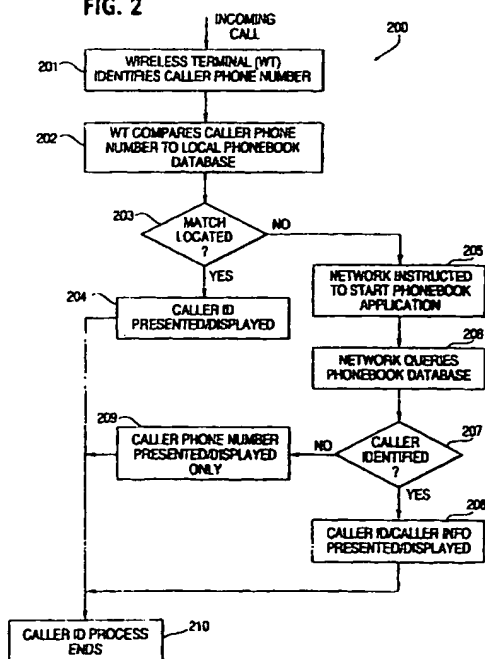 FIG. 2
INCOMING
CALL
200
201
WIRELESS TERMINAL (WT)
IDENTIFIES CALLER PHONE NUMBER
202
WT COMPARES CALLER PHONE
NUMBER TO LOCAL PHONEBOOK
DATABASE
203
MATCH
LOCATED
?
NO
YES
204
CALLER ID
PRESENTED/DISPLAYED
205
NETWORK INSTRUCTED
TO START PHONEBOOK
APPLICATION
206
NETWORK QUERIES
PHONEBOOK DATABASE
207
CALLER
IDENTIFIED
?
NO
YES
209
CALLER PHONE NUMBER
PRESENTED/DISPLAYED
ONLY
208
CALLER ID/CALLER INFO
PRESENTED/DISPLAYED
CALLER ID PROCESS
ENDS
210